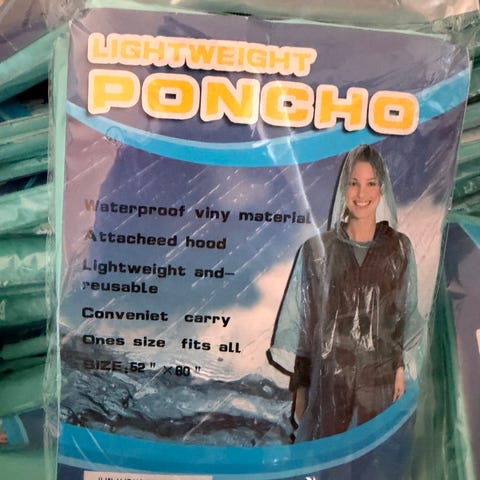 LIGHTWEIGHT
PONCHO
Waterproof viny material
Attacheed hood
Lightweight and-
reusable
Conveniet carry
Ones size fits all
SIZE:52" X 80"